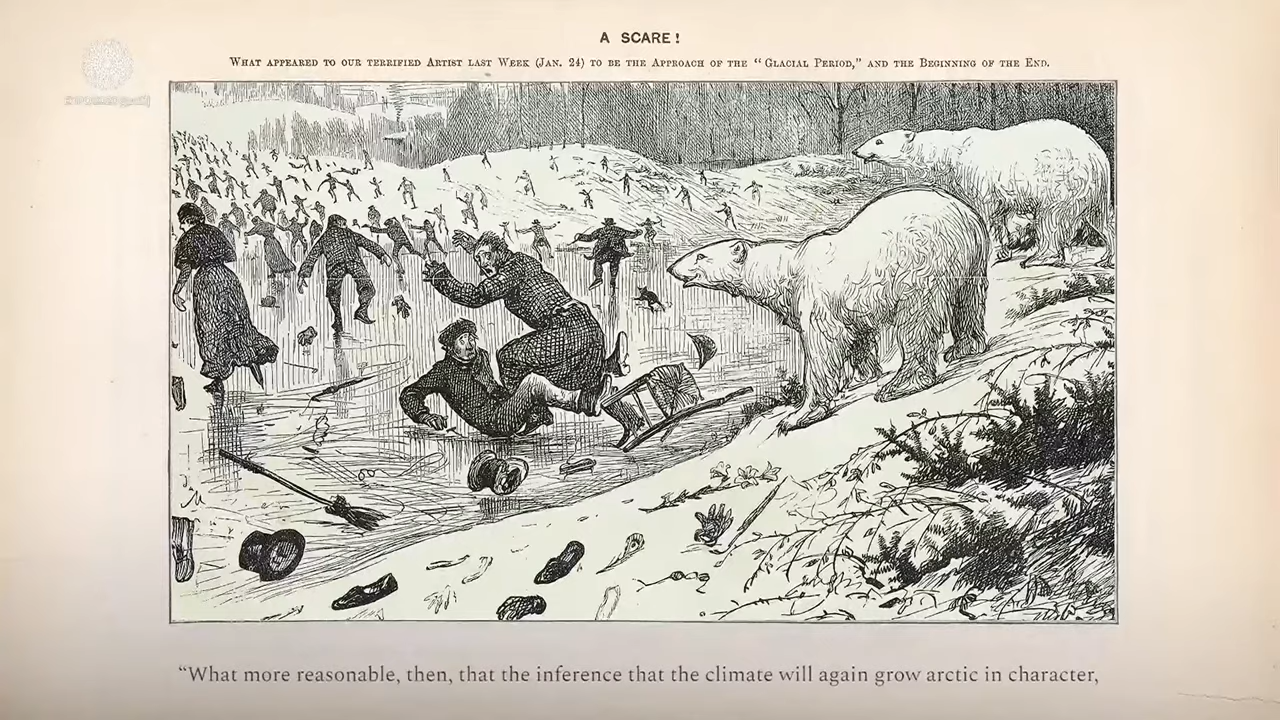 A SCARE!
WHAT APPEARED TO OUR TERRIFIED ARTIST LAST WEEK (JAN. 24) TO BE THE APPROACH OF THE "GLACIAL PERIOD," AND THE BEGINNING OF THE END.
“What more reasonable, then, that the inference that the climate will again grow arctic in character,